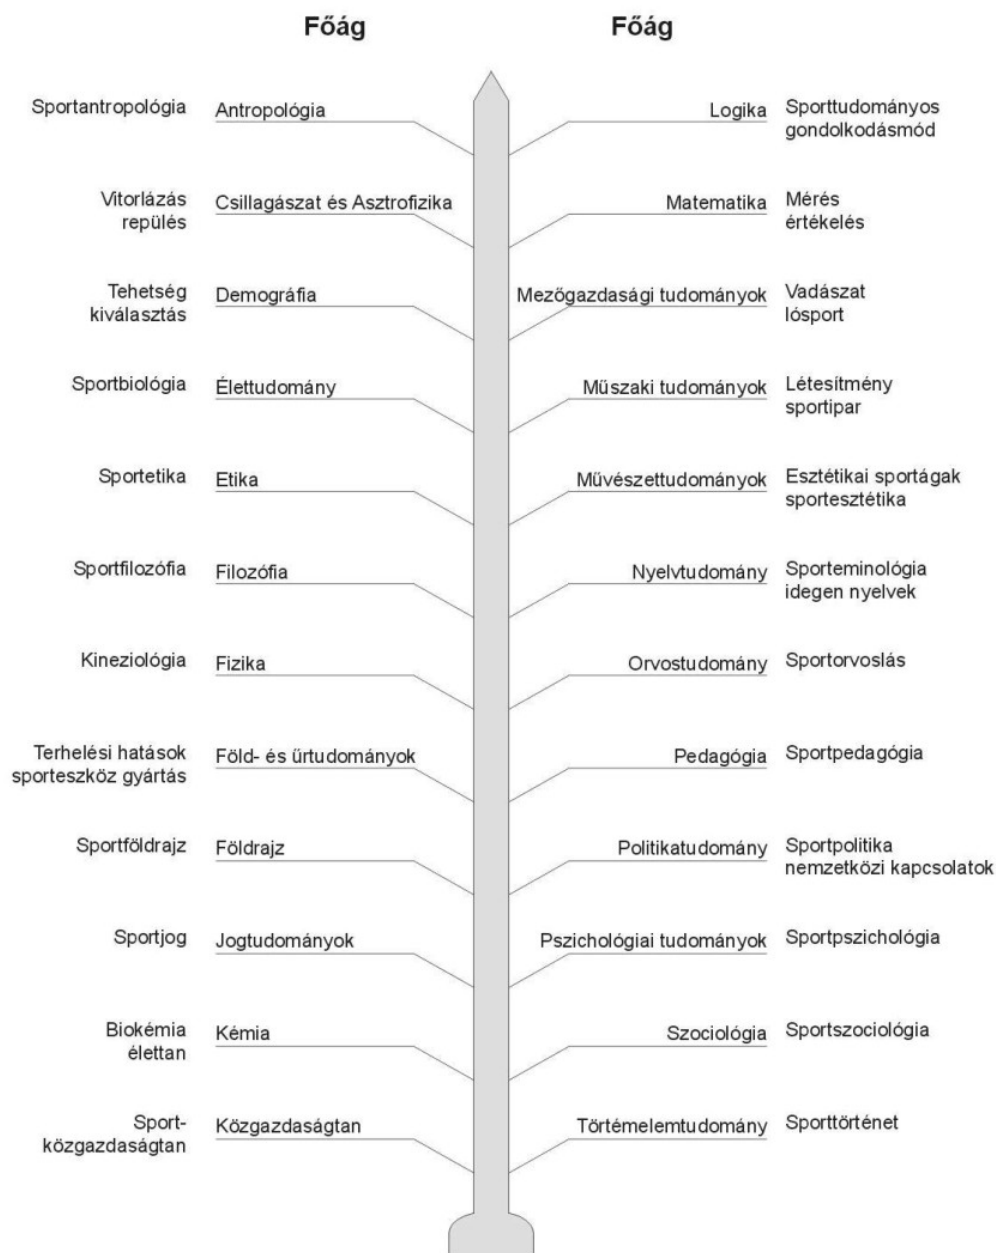 Főág Főág
Sportantropológia Antropológia Logika Sporttudományos
gondolkodásmód
Vitorlázás Csillagászat és Asztrofizika Matematika Mérés
repülés értékelés
Tehetség Demográfia Mezőgazdasági tudományok Vadászat
kiválasztás lósport
Sportbiológia Élettudomány Műszaki tudományok Létesítmény
sportipar
Sportetika Etika Művészettudományok Esztétikai sportágak
sportesztétika
Sportfilozófia Filozófia Nyelvtudomány Sporteminológia
idegen nyelvek
Kineziológia Fizika Orvostudomány Sportorvoslás
Terhelési hatások Föld- és űrtudományok Pedagógia Sportpedagógia
sporteszköz gyártás
Sportföldrajz Földrajz Politikatudomány Sportpolitika
nemzetközi kapcsolatok
Sportjog Jogtudományok Pszichológiai tudományok Sportpszichológia
Biokémia Kémia Szociológia Sportszociológia
élettan
Sport- Közgazdaságtan Törtémelemtudomány Sporttörténet
közgazdaságtan